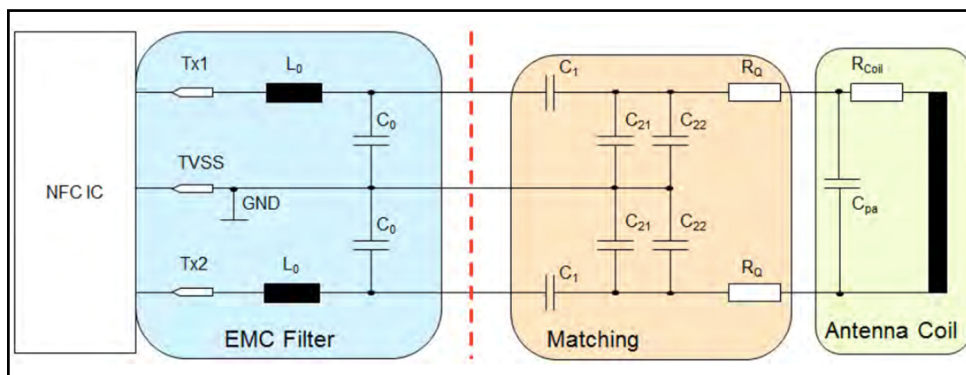 Tx1
L0
C1
RQ
RCoil
C0
C21
C22
TVSS
NFC IC
GND
Cpa
C0
C21
C22
Tx2
L0
C1
RQ
EMC Filter
Matching
Antenna Coil